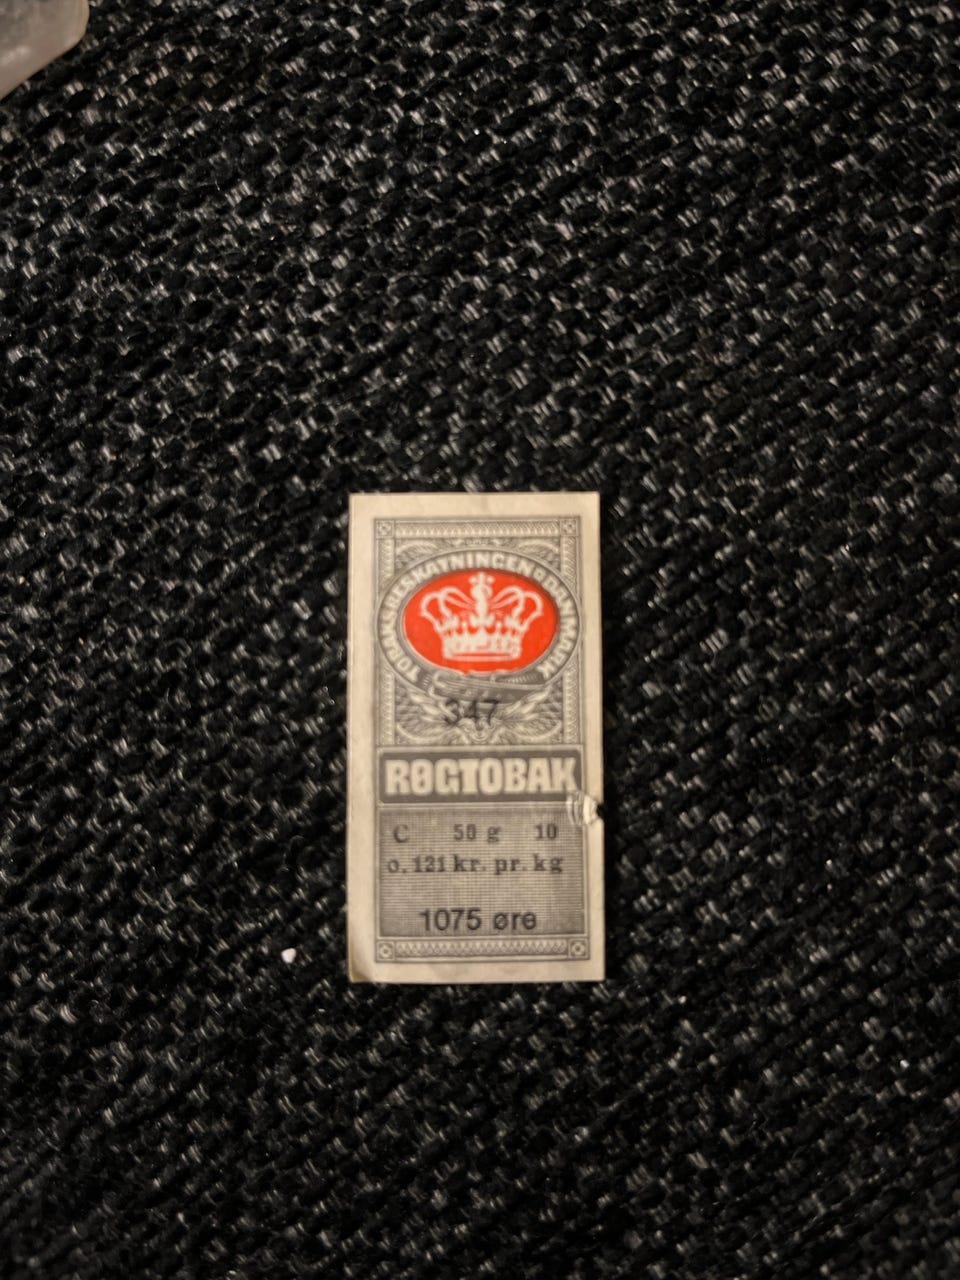 TOBAKSBESKATNINGEN DANMARK
347
RØGTOBAK
C 50 g 10
o. 121 kr. pr. kg
1075 øre